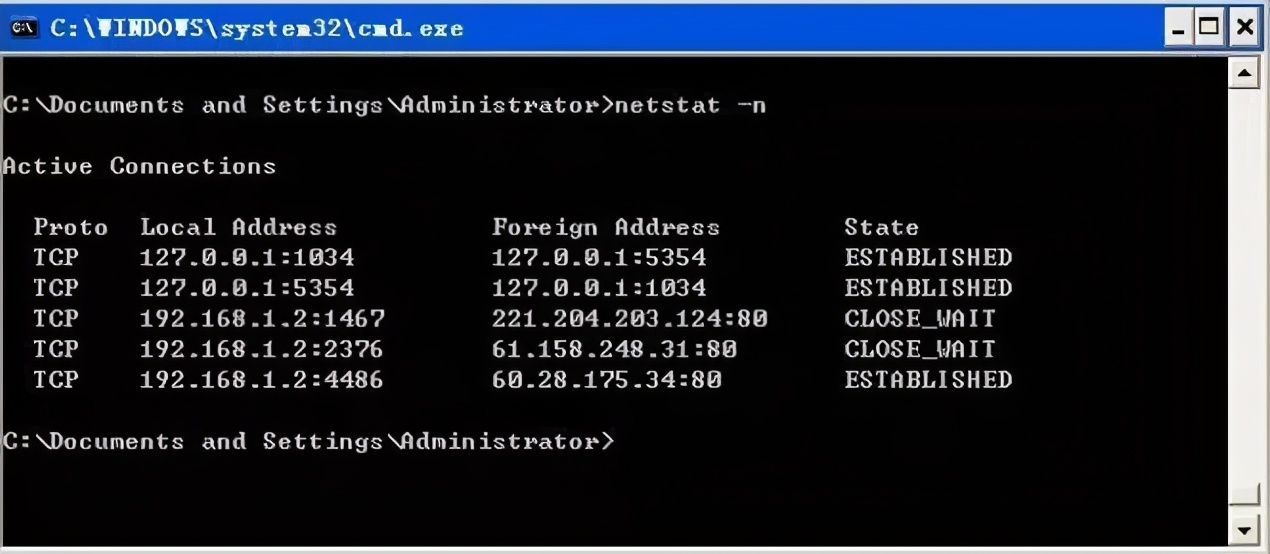 C:\WINDOWS\system32\cmd.exe
C:\Documents and Settings\Administrator>netstat -n
Active Connections
Proto Local Address Foreign Address State
TCP 127.0.0.1:1034 127.0.0.1:5354 ESTABLISHED
TCP 127.0.0.1:5354 127.0.0.1:1034 ESTABLISHED
TCP 192.168.1.2:1467 221.204.203.124:80 CLOSE_WAIT
TCP 192.168.1.2:2376 61.158.248.31:80 CLOSE_WAIT
TCP 192.168.1.2:4486 60.28.175.34:80 ESTABLISHED
C:\Documents and Settings\Administrator>